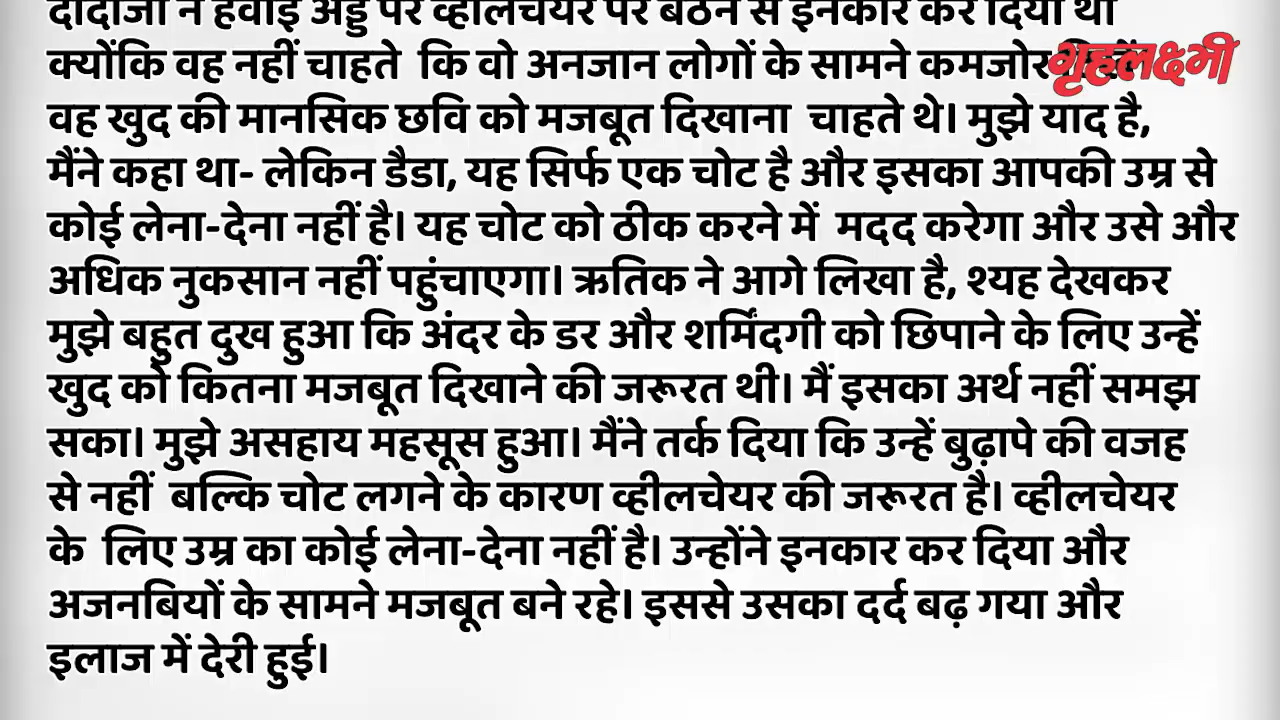 दादाजी ने हवाई अड्डे पर व्हीलचेयर पर बैठने से इनकार कर दिया था
क्योंकि वह नहीं चाहते कि वो अनजान लोगों के सामने कमजोर
गृहलक्ष्मी
वह खुद की मानसिक छवि को मजबूत दिखाना चाहते थे। मुझे याद है,
मैंने कहा था- लेकिन डैडा, यह सिर्फ एक चोट है और इसका आपकी उम्र से
कोई लेना-देना नहीं है। यह चोट को ठीक करने में मदद करेगा और उसे और
अधिक नुकसान नहीं पहुंचाएगा। ऋतिक ने आगे लिखा है, श्यह देखकर
मुझे बहुत दुख हुआ कि अंदर के डर और शर्मिंदगी को छिपाने के लिए उन्हें
खुद को कितना मजबूत दिखाने की जरूरत थी। मैं इसका अर्थ नहीं समझ
सका। मुझे असहाय महसूस हुआ। मैंने तर्क दिया कि उन्हें बुढ़ापे की वजह
से नहीं बल्कि चोट लगने के कारण व्हीलचेयर की जरूरत है। व्हीलचेयर
के लिए उम्र का कोई लेना-देना नहीं है। उन्होंने इनकार कर दिया और
अजनबियों के सामने मजबूत बने रहे। इससे उसका दर्द बढ़ गया और
इलाज में देरी हुई।